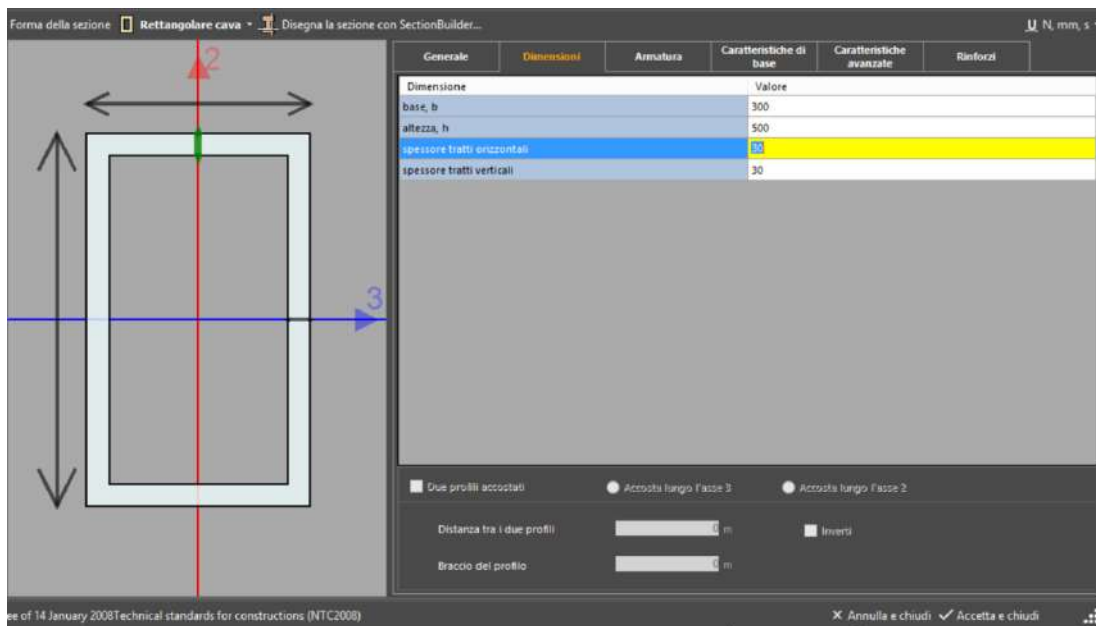 Forma della sezione Rettangolare cava Disegna la sezione con SectionBuilder... U N, mm, s
Generale Dimensioni Armatura Caratteristiche di base Caratteristiche avanzate Rinforzi
2
3
Dimensione Valore
base, b 300
altezza, h 500
spessore tratti orizzontali 30
spessore tratti verticali 30
Due profili accostati Accosta lungo l'asse 3 Accosta lungo l'asse 2
Distanza tra i due profili 0 m Inverti
Braccio del profilo 0 m
ee of 14 January 2008Technical standards for constructions (NTC2008) Annulla e chiudi Accetta e chiudi